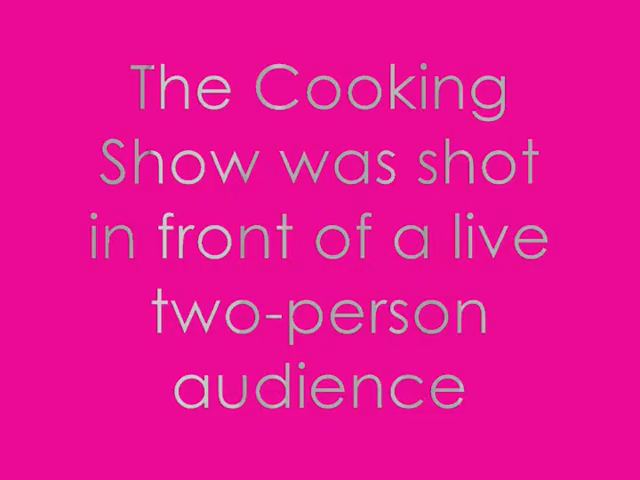 The Cooking
Show was shot
in front of a live
two-person
audience